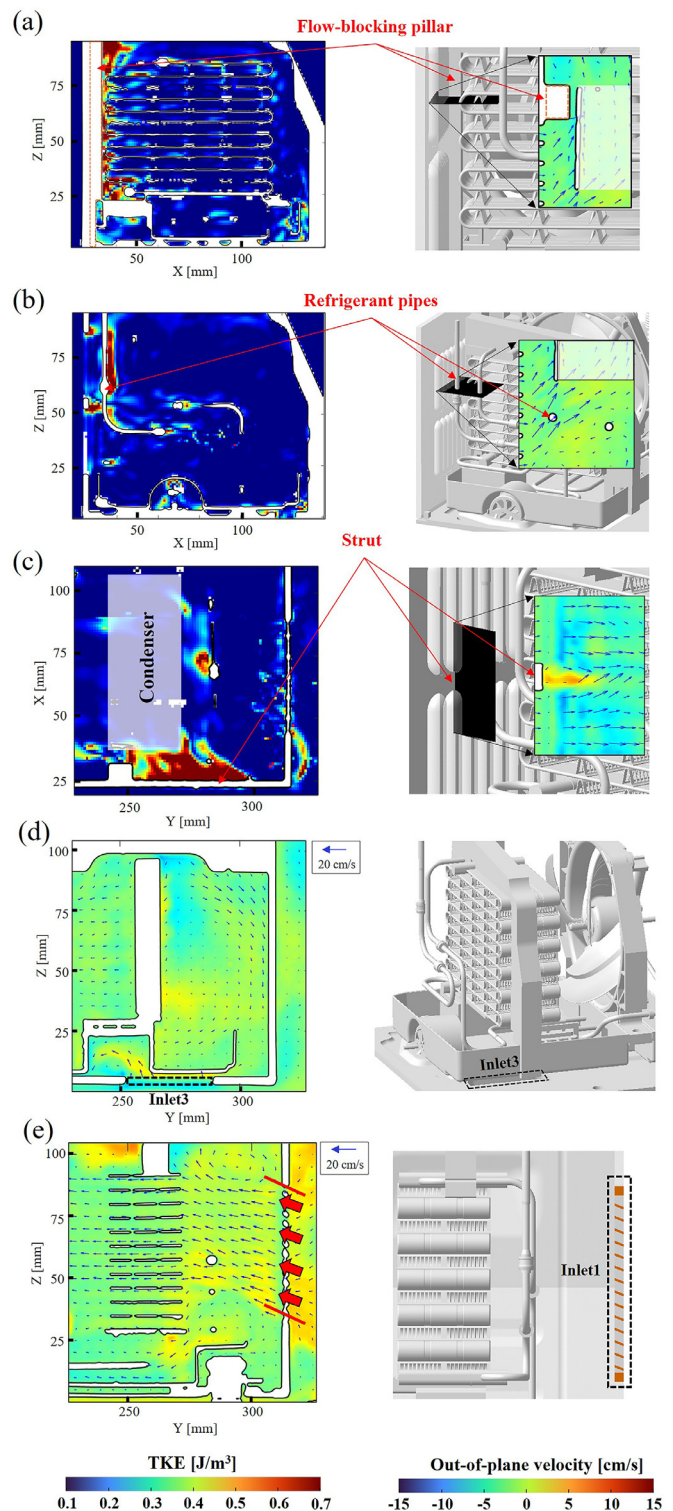 (a)
Flow-blocking pillar
75
50
25
Z [mm]
50
100
X [mm]
(b)
Refrigerant pipes
75
50
25
Z [mm]
50
100
X [mm]
(c)
Strut
100
75
50
25
X [mm]
Condenser
250
300
Y [mm]
(d)
100
75
50
25
Z [mm]
20 cm/s
Inlet3
250
300
Y [mm]
Inlet3
(e)
100
75
50
25
Z [mm]
20 cm/s
250
300
Y [mm]
Inlet1
TKE [J/m³]
0.1 0.2 0.3 0.4 0.5 0.6 0.7
Out-of-plane velocity [cm/s]
-15 -10 -5 0 5 10 15